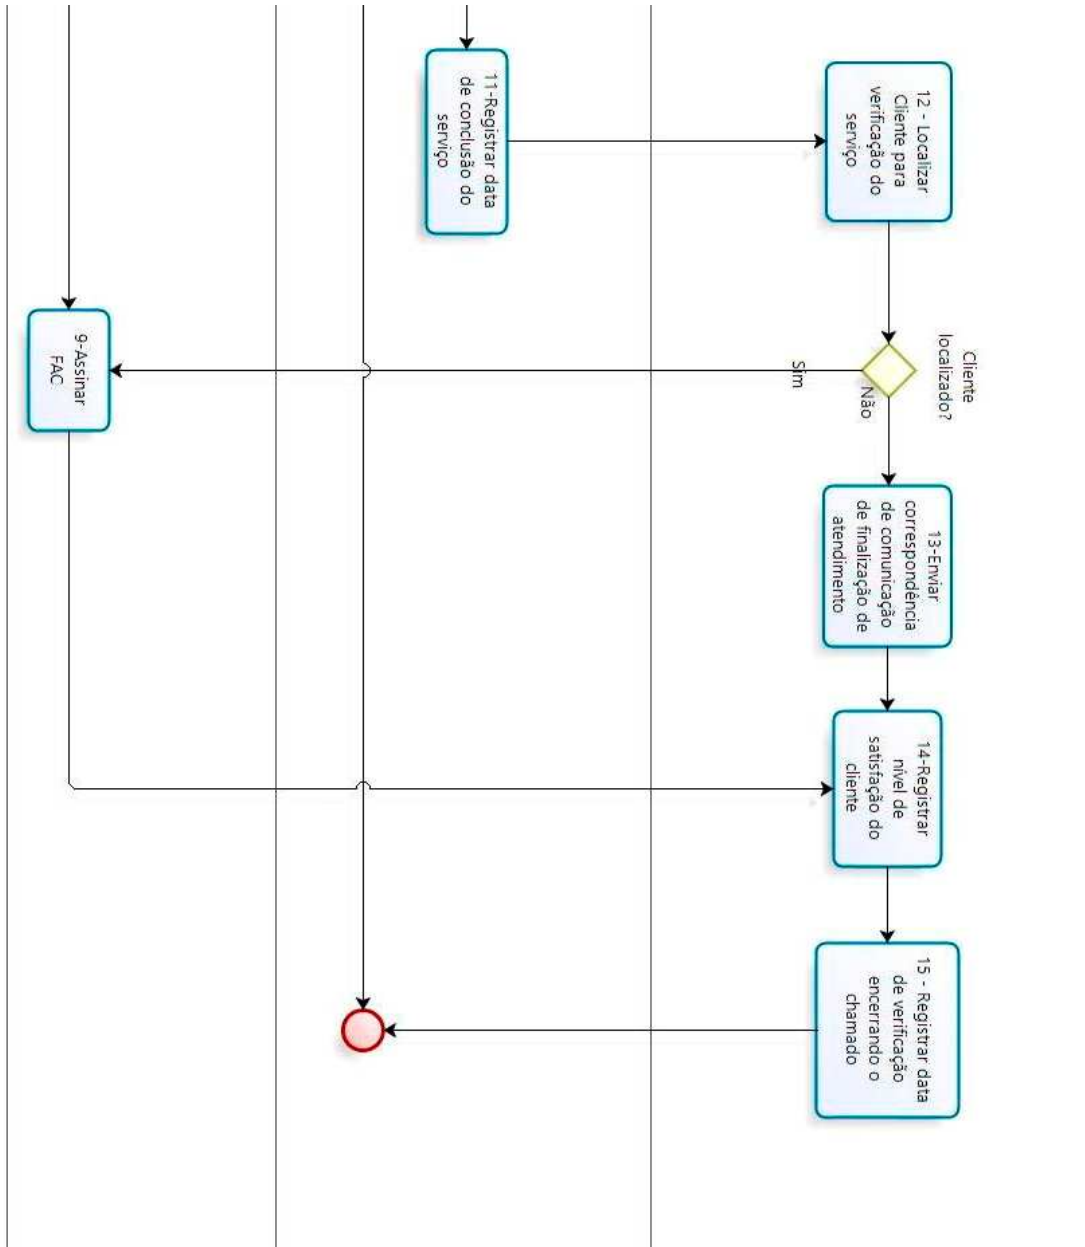 12 - Localizar
Cliente para
verificação do
serviço
Cliente
localizado?
Não
Sim
13-Enviar
correspondência
de comunicação
de finalização de
atendimento
14-Registrar
nível de
satisfação do
cliente
15 - Registrar data
de verificação
encerrando o
chamado
11-Registrar data
de conclusão do
serviço
9-Assinar
FAC